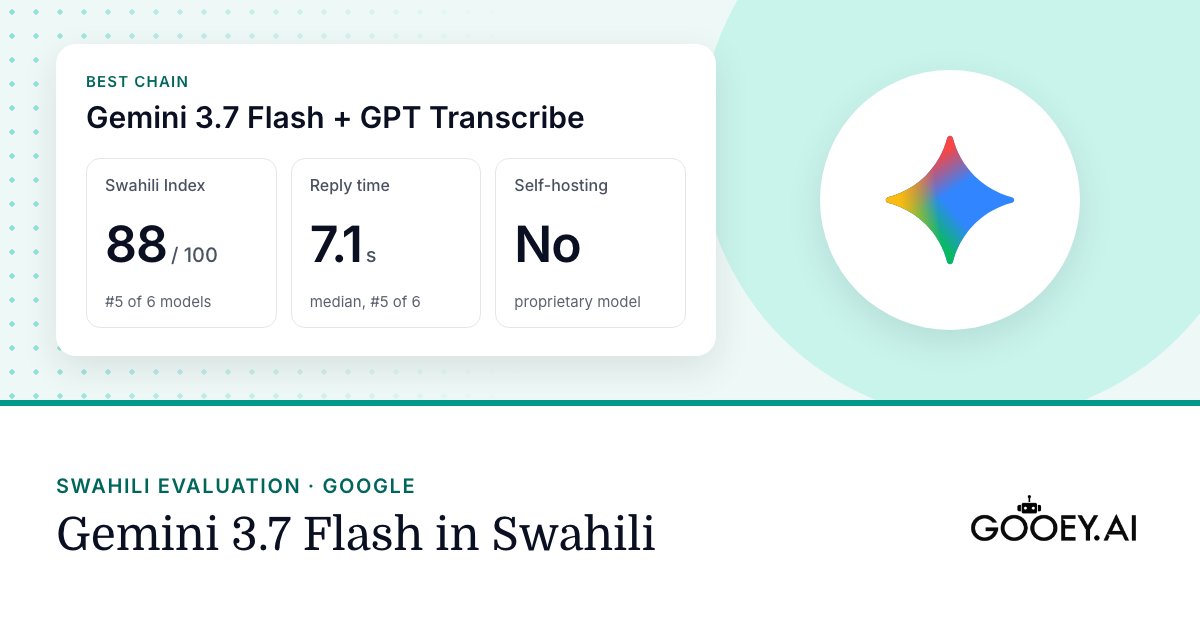 BEST CHAIN
Gemini 3.7 Flash + GPT Transcribe
Swahili Index
88 / 100
#5 of 6 models
Reply time
7.1 s
median, #5 of 6
Self-hosting
No
proprietary model
SWAHILI EVALUATION · GOOGLE
Gemini 3.7 Flash in Swahili
GOOEY.AI